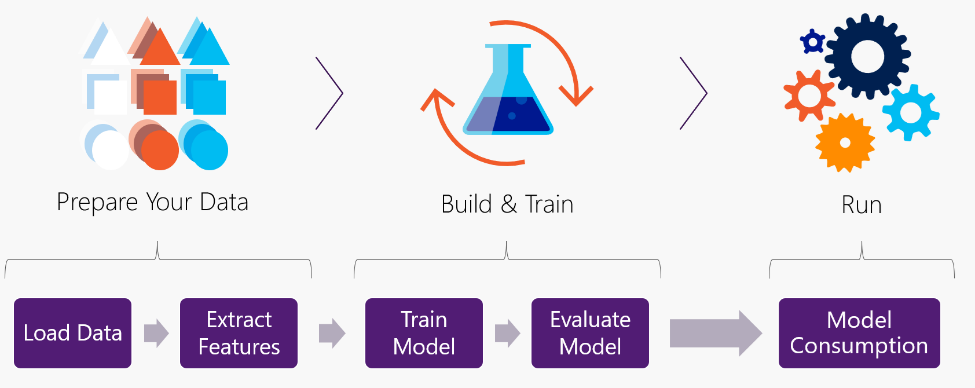 Prepare Your Data
Build & Train
Run
Load Data
Extract
Features
Train
Model
Evaluate
Model
Model
Consumption